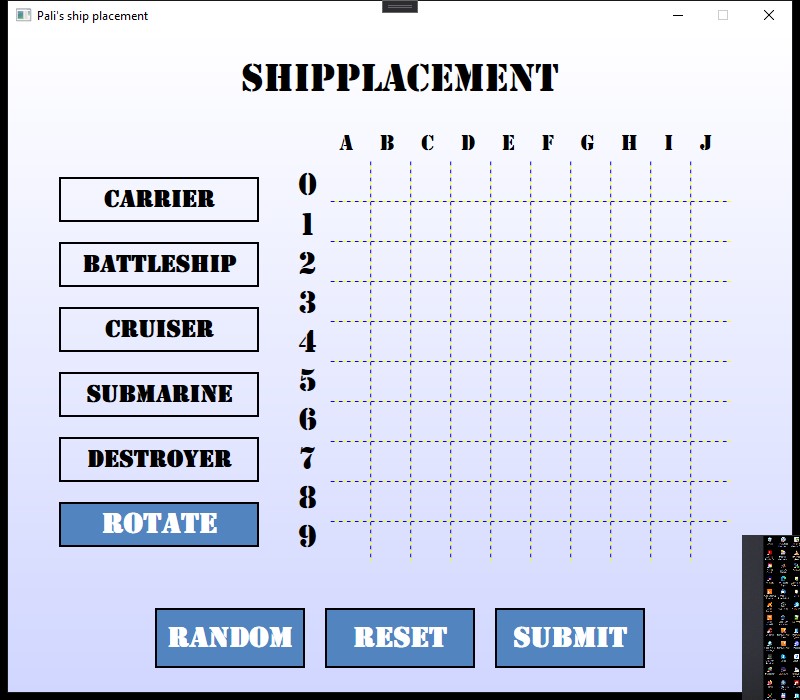 Pali's ship placement
SHIPPLACEMENT
A B C D E F G H I J
0
1
2
3
4
5
6
7
8
9
CARRIER
BATTLESHIP
CRUISER
SUBMARINE
DESTROYER
ROTATE
RANDOM RESET SUBMIT